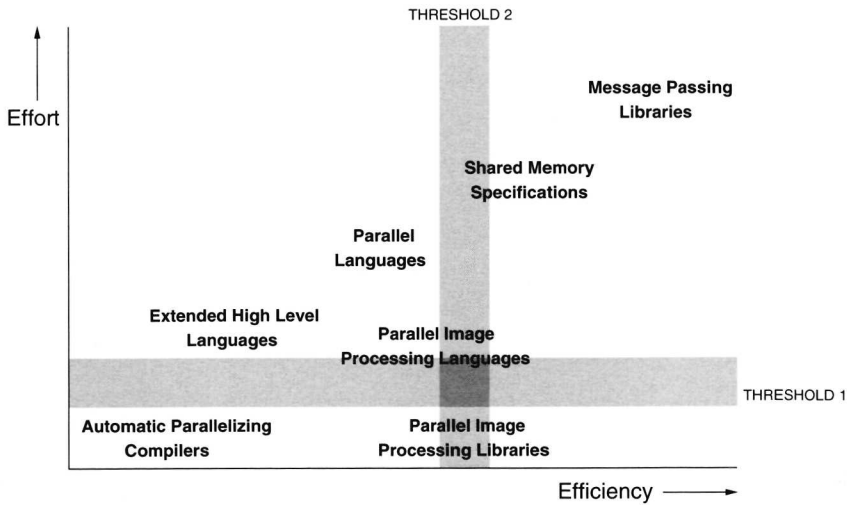 THRESHOLD 2
Effort
Message Passing
Libraries
Shared Memory
Specifications
Parallel
Languages
Extended High Level
Languages
Parallel Image
Processing Languages
THRESHOLD 1
Automatic Parallelizing
Compilers
Parallel Image
Processing Libraries
Efficiency